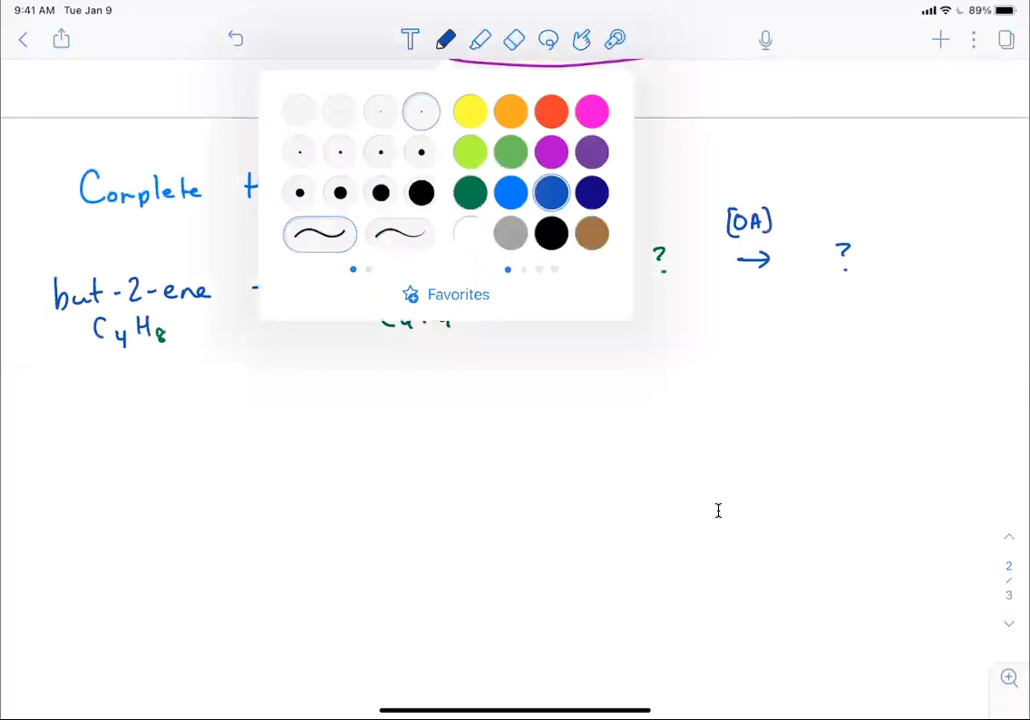 9:41 AM Tue Jan 9
89%
T
Complete
[OA]
? → ?
but-2-ene
C4H8
Favorites
2
/
3